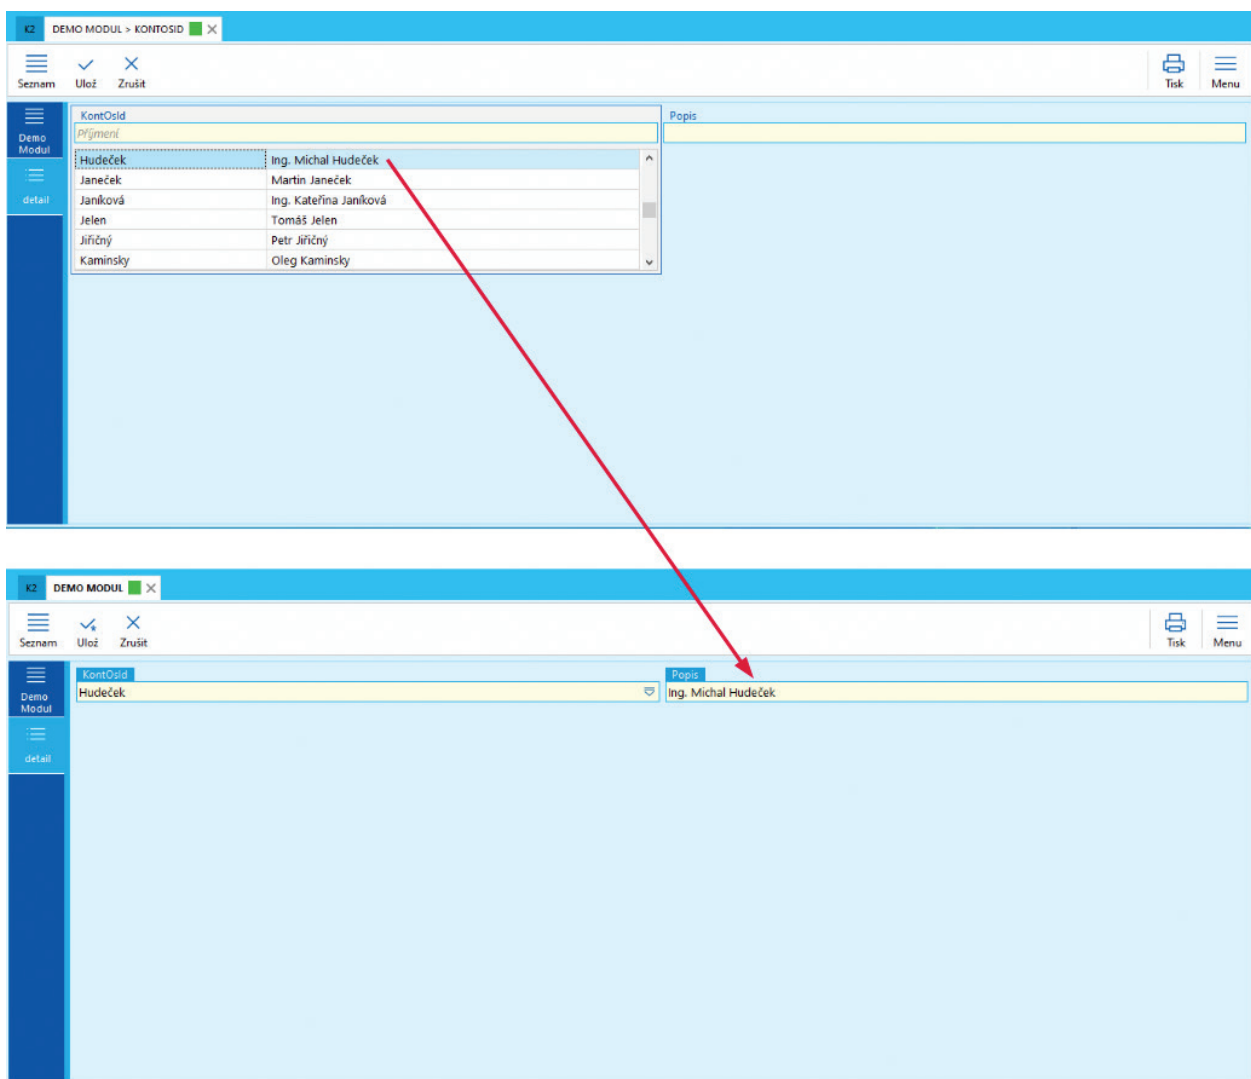 K2 DEMO MODUL > KONTOSID
Seznam Ulož Zrušit Tisk Menu
Demo Modul
detail
KontOsId Popis
Příjmení
Hudeček Ing. Michal Hudeček
Janeček Martin Janeček
Janíková Ing. Kateřina Janíková
Jelen Tomáš Jelen
Jiřičný Petr Jiřičný
Kaminsky Oleg Kaminsky
K2 DEMO MODUL
Seznam Ulož Zrušit Tisk Menu
Demo Modul
detail
KontOsId Popis
Hudeček Ing. Michal Hudeček